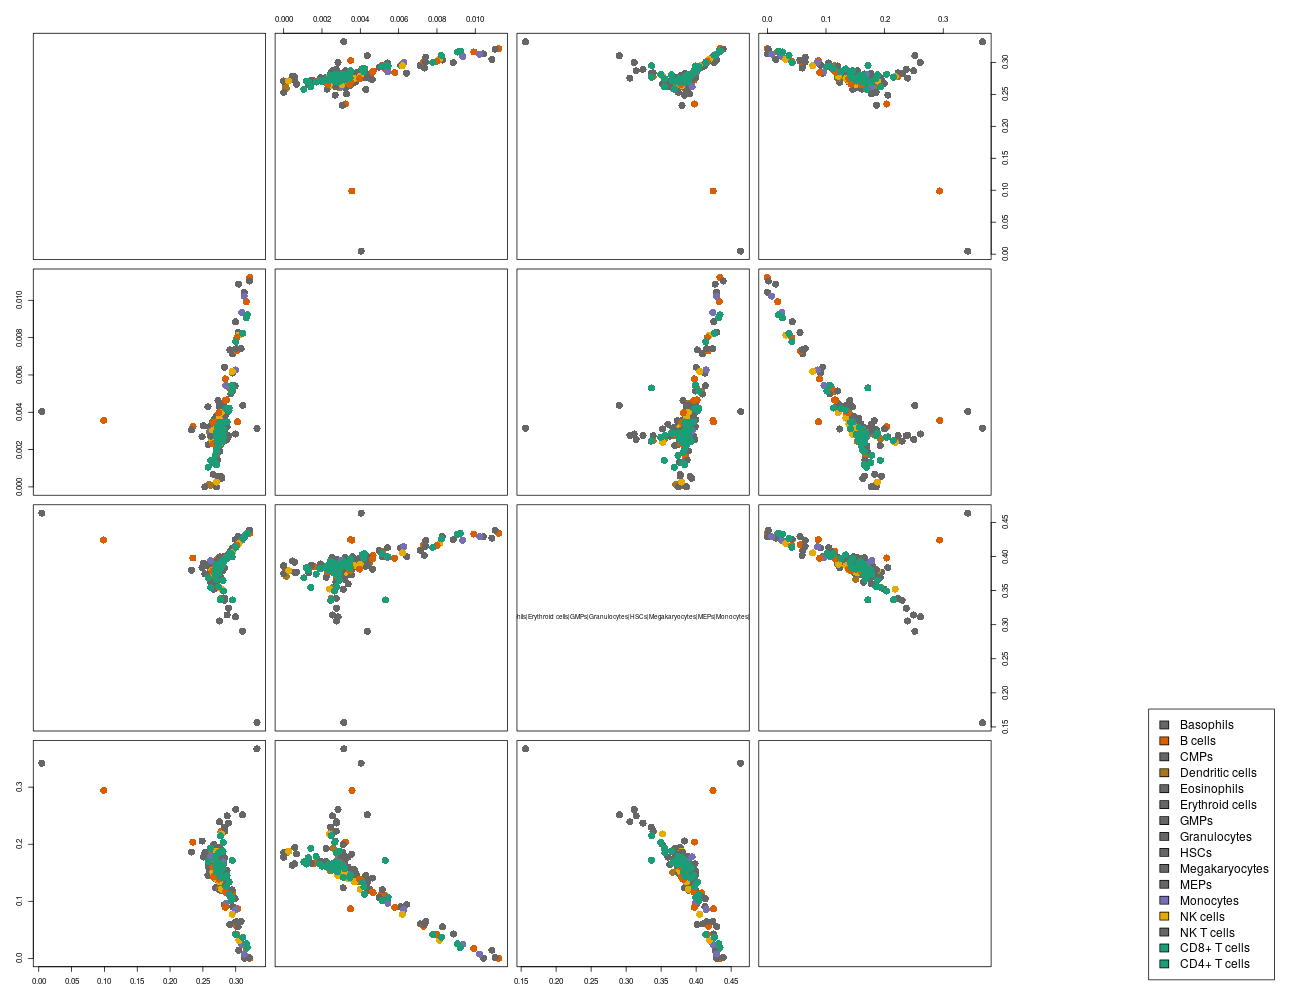 0.000 0.002 0.004 0.006 0.008 0.010
0.0 0.1 0.2 0.3
0.00 0.05 0.10 0.15 0.20 0.25 0.30
0.000 0.002 0.004 0.006 0.008 0.010
hils|Erythroid cells|GMPs|Granulocytes|HSCs|Megakaryocytes|MEPs|Monocytes|
0.15 0.20 0.25 0.30 0.35 0.40 0.45
0.0 0.1 0.2 0.3
0.00 0.05 0.10 0.15 0.20 0.25 0.30
0.15 0.20 0.25 0.30 0.35 0.40 0.45
Basophils
B cells
CMPs
Dendritic cells
Eosinophils
Erythroid cells
GMPs
Granulocytes
HSCs
Megakaryocytes
MEPs
Monocytes
NK cells
NK T cells
CD8+ T cells
CD4+ T cells